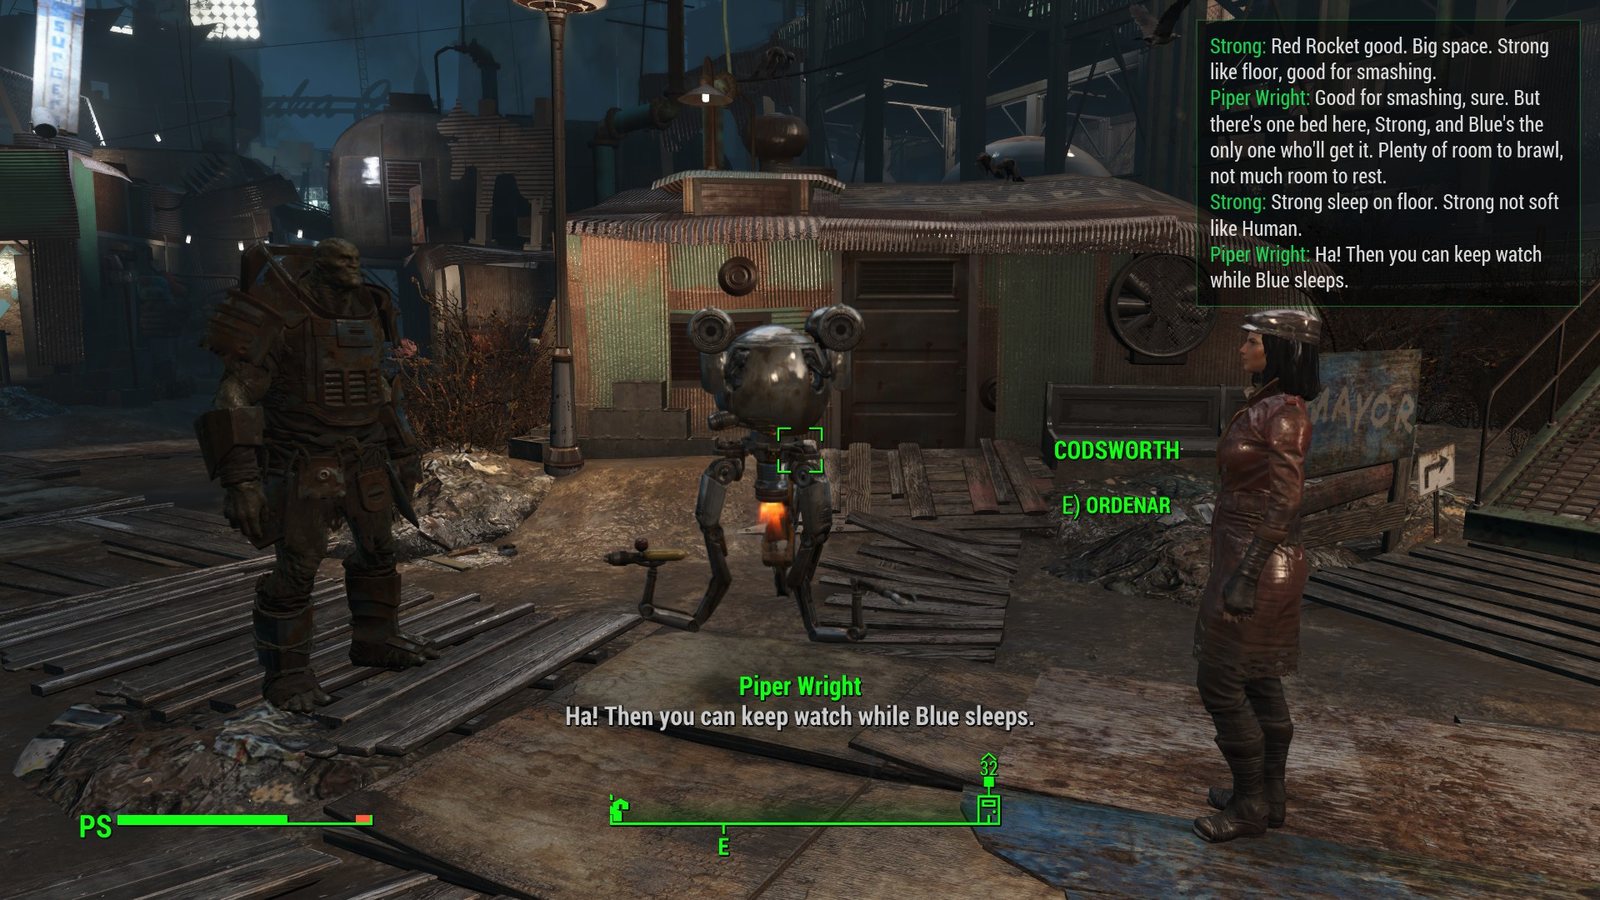 Strong: Red Rocket good. Big space. Strong
like floor, good for smashing.
Piper Wright: Good for smashing, sure. But
there's one bed here, Strong, and Blue's the
only one who'll get it. Plenty of room to brawl,
not much room to rest.
Strong: Strong sleep on floor. Strong not soft
like Human.
Piper Wright: Ha! Then you can keep watch
while Blue sleeps.
MAYOR
CODSWORTH
E) ORDENAR
Piper Wright
Ha! Then you can keep watch while Blue sleeps.
32
PS
E